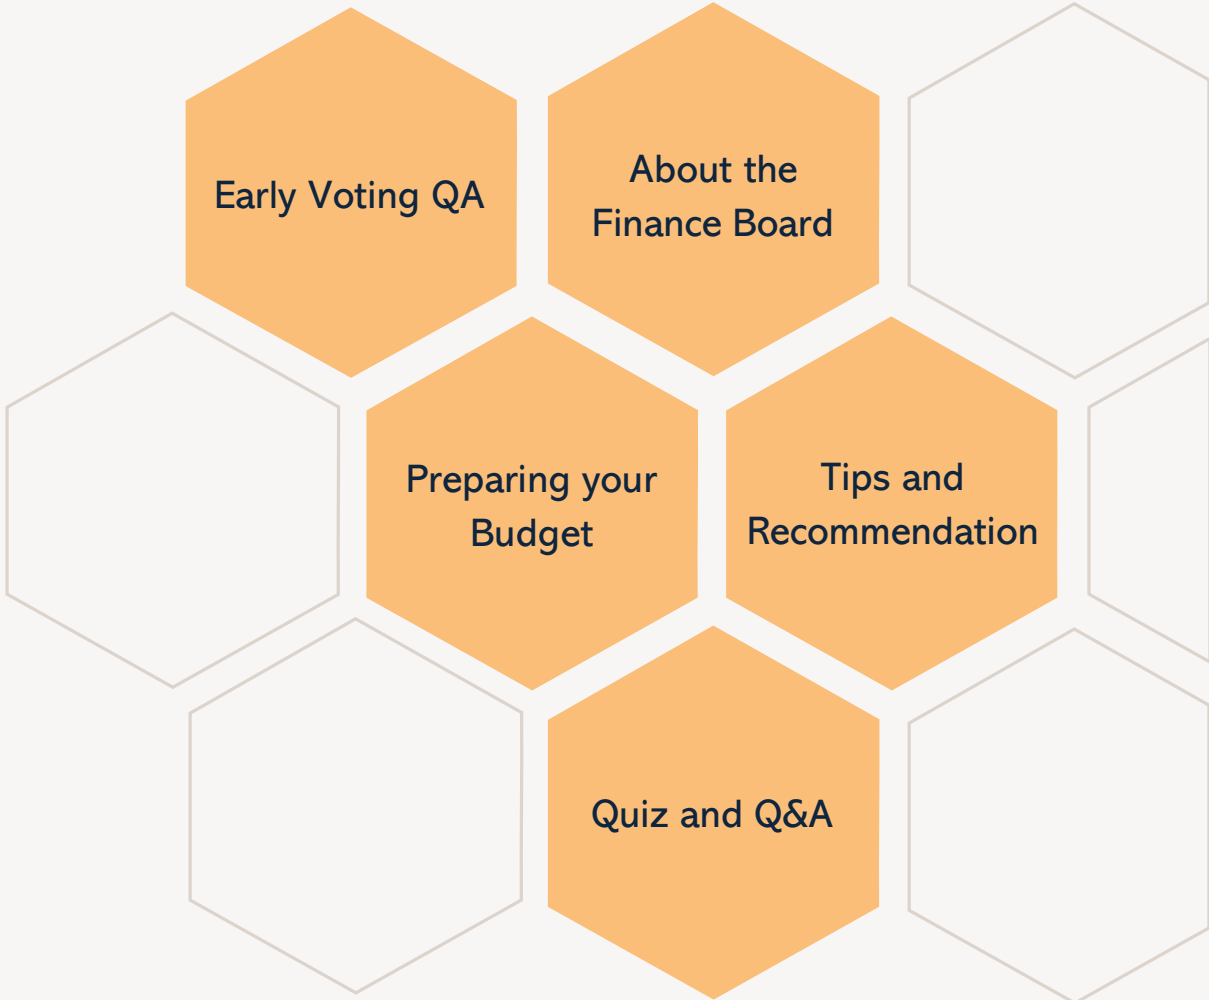 Early Voting QA
About the
Finance Board
Preparing your
Budget
Tips and
Recommendation
Quiz and Q&A